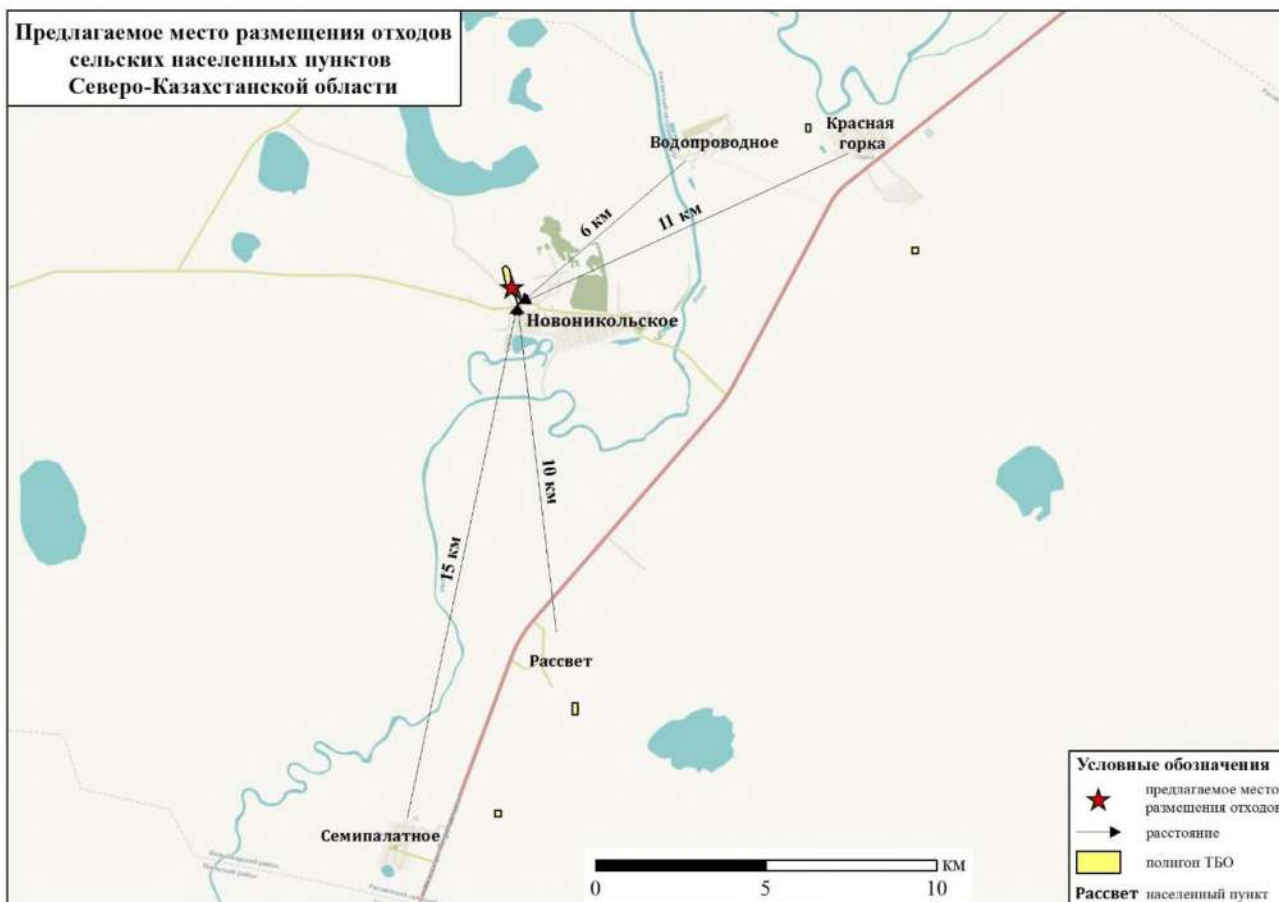 Предлагаемое место размещения отходов
сельских населенных пунктов
Северо-Казахстанской области
Водопроводное
Красная
горка
6 км
11 км
Новоникольское
10 км
15 км
Рассвет
Семипалатное
Условные обозначения
предлагаемое место
размещения отходов
расстояние
полигон ТБО
Рассвет населенный пункт
км
0 5 10